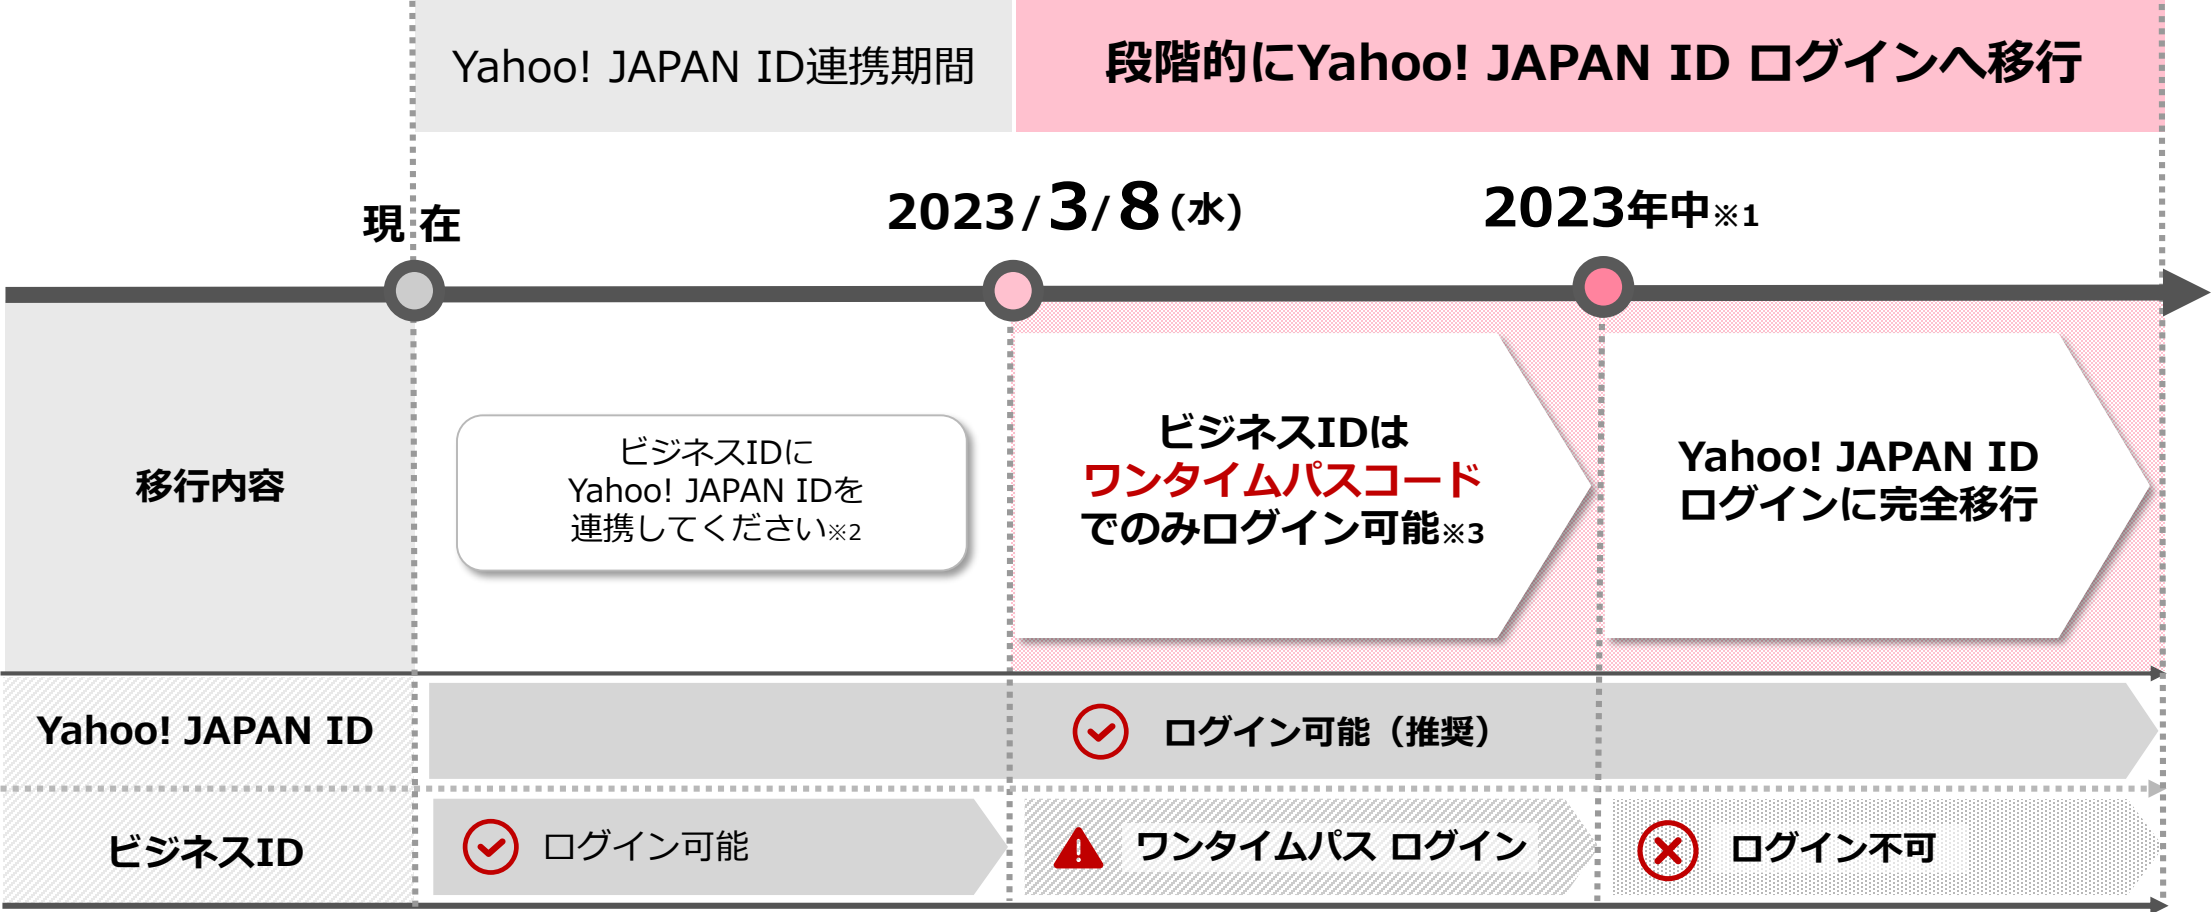 Yahoo! JAPAN ID連携期間
段階的にYahoo! JAPAN ID ログインへ移行
現在
2023/3/8(水)
2023年中※1
移行内容
ビジネスIDに
Yahoo! JAPAN IDを
連携してください※2
ビジネスIDは
ワンタイムパスコード
でのみログイン可能※3
Yahoo! JAPAN ID
ログインに完全移行
Yahoo! JAPAN ID
ログイン可能（推奨）
ビジネスID
ログイン可能
ワンタイムパス ログイン
ログイン不可